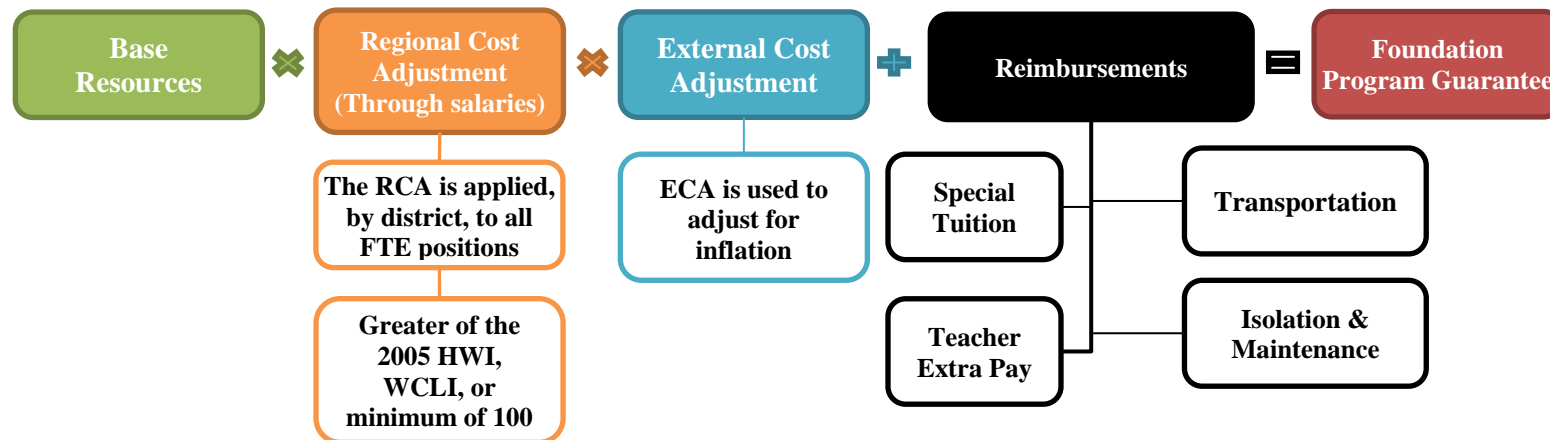 Base
Resources
Regional Cost
Adjustment
(Through salaries)
External Cost
Adjustment
Reimbursements
Foundation
Program Guarantee
The RCA is applied,
by district, to all
FTE positions
Greater of the
2005 HWI,
WCLI, or
minimum of 100
ECA is used to
adjust for
inflation
Special
Tuition
Transportation
Teacher
Extra Pay
Isolation &
Maintenance